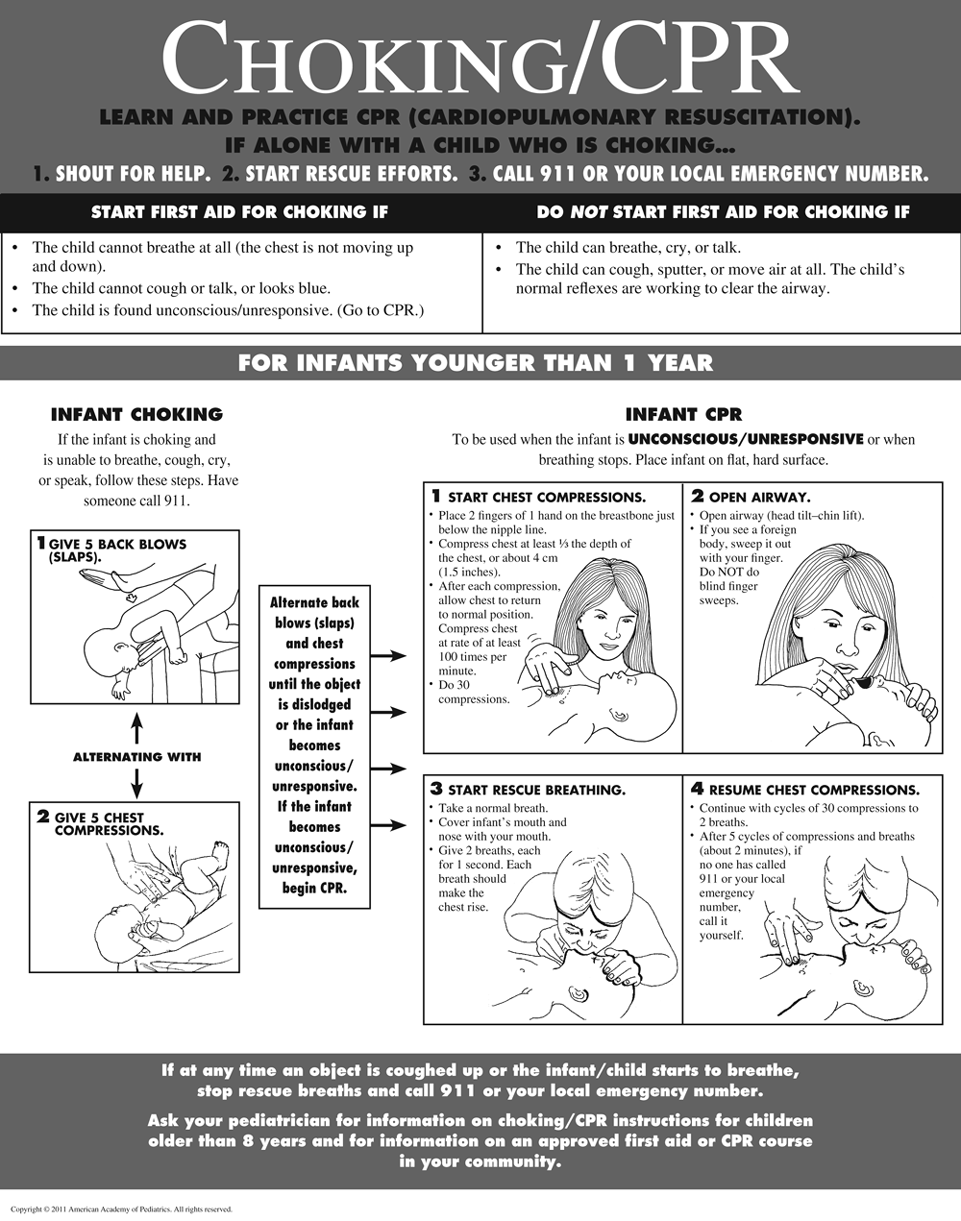 CHOKING/CPR
LEARN AND PRACTICE CPR (CARDIOPULMONARY RESUSCITATION).
IF ALONE WITH A CHILD WHO IS CHOKING...
1. SHOUT FOR HELP. 2. START RESCUE EFFORTS. 3. CALL 911 OR YOUR LOCAL EMERGENCY NUMBER.
START FIRST AID FOR CHOKING IF
• The child cannot breathe at all (the chest is not moving up
and down).
• The child cannot cough or talk, or looks blue.
• The child is found unconscious/unresponsive. (Go to CPR.)
DO NOT START FIRST AID FOR CHOKING IF
• The child can breathe, cry, or talk.
• The child can cough, sputter, or move air at all. The child's
normal reflexes are working to clear the airway.
FOR INFANTS YOUNGER THAN 1 YEAR
INFANT CHOKING
If the infant is choking and
is unable to breathe, cough, cry,
or speak, follow these steps. Have
someone call 911.
1 GIVE 5 BACK BLOWS
(SLAPS).
ALTERNATING WITH
2 GIVE 5 CHEST
COMPRESSIONS.
Alternate back
blows (slaps)
and chest
compressions
until the object
is dislodged
or the infant
becomes
unconscious/
unresponsive.
If the infant
becomes
unconscious/
unresponsive,
begin CPR.
INFANT CPR
To be used when the infant is UNCONSCIOUS/UNRESPONSIVE or when
breathing stops. Place infant on flat, hard surface.
1 START CHEST COMPRESSIONS.
• Place 2 fingers of 1 hand on the breastbone just
below the nipple line.
• Compress chest at least ⅓ the depth of
the chest, or about 4 cm
(1.5 inches).
• After each compression,
allow chest to return
to normal position.
Compress chest
at rate of at least
100 times per
minute.
• Do 30
compressions.
2 OPEN AIRWAY.
• Open airway (head tilt–chin lift).
• If you see a foreign
body, sweep it out
with your finger.
Do NOT do
blind finger
sweeps.
3 START RESCUE BREATHING.
• Take a normal breath.
• Cover infant's mouth and
nose with your mouth.
• Give 2 breaths, each
for 1 second. Each
breath should
make the
chest rise.
4 RESUME CHEST COMPRESSIONS.
• Continue with cycles of 30 compressions to
2 breaths.
• After 5 cycles of compressions and breaths
(about 2 minutes), if
no one has called
911 or your local
emergency
number,
call it
yourself.
If at any time an object is coughed up or the infant/child starts to breathe,
stop rescue breaths and call 911 or your local emergency number.
Ask your pediatrician for information on choking/CPR instructions for children
older than 8 years and for information on an approved first aid or CPR course
in your community.
Copyright © 2011 American Academy of Pediatrics. All rights reserved.